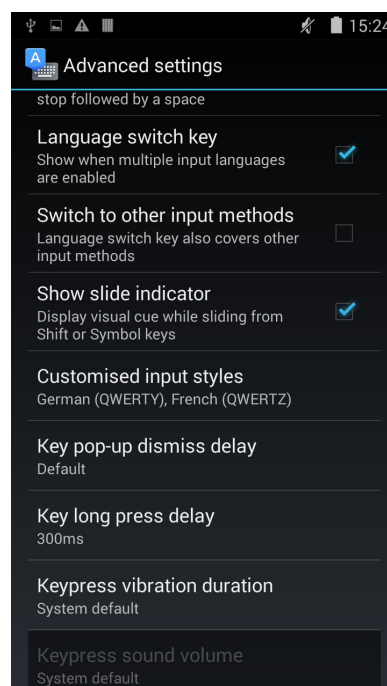 15:24
A
Advanced settings
stop followed by a space
Language switch key
Show when multiple input languages
are enabled
Switch to other input methods
Language switch key also covers other
input methods
Show slide indicator
Display visual cue while sliding from
Shift or Symbol keys
Customised input styles
German (QWERTY), French (QWERTZ)
Key pop-up dismiss delay
Default
Key long press delay
300ms
Keypress vibration duration
System default
Keypress sound volume
System default